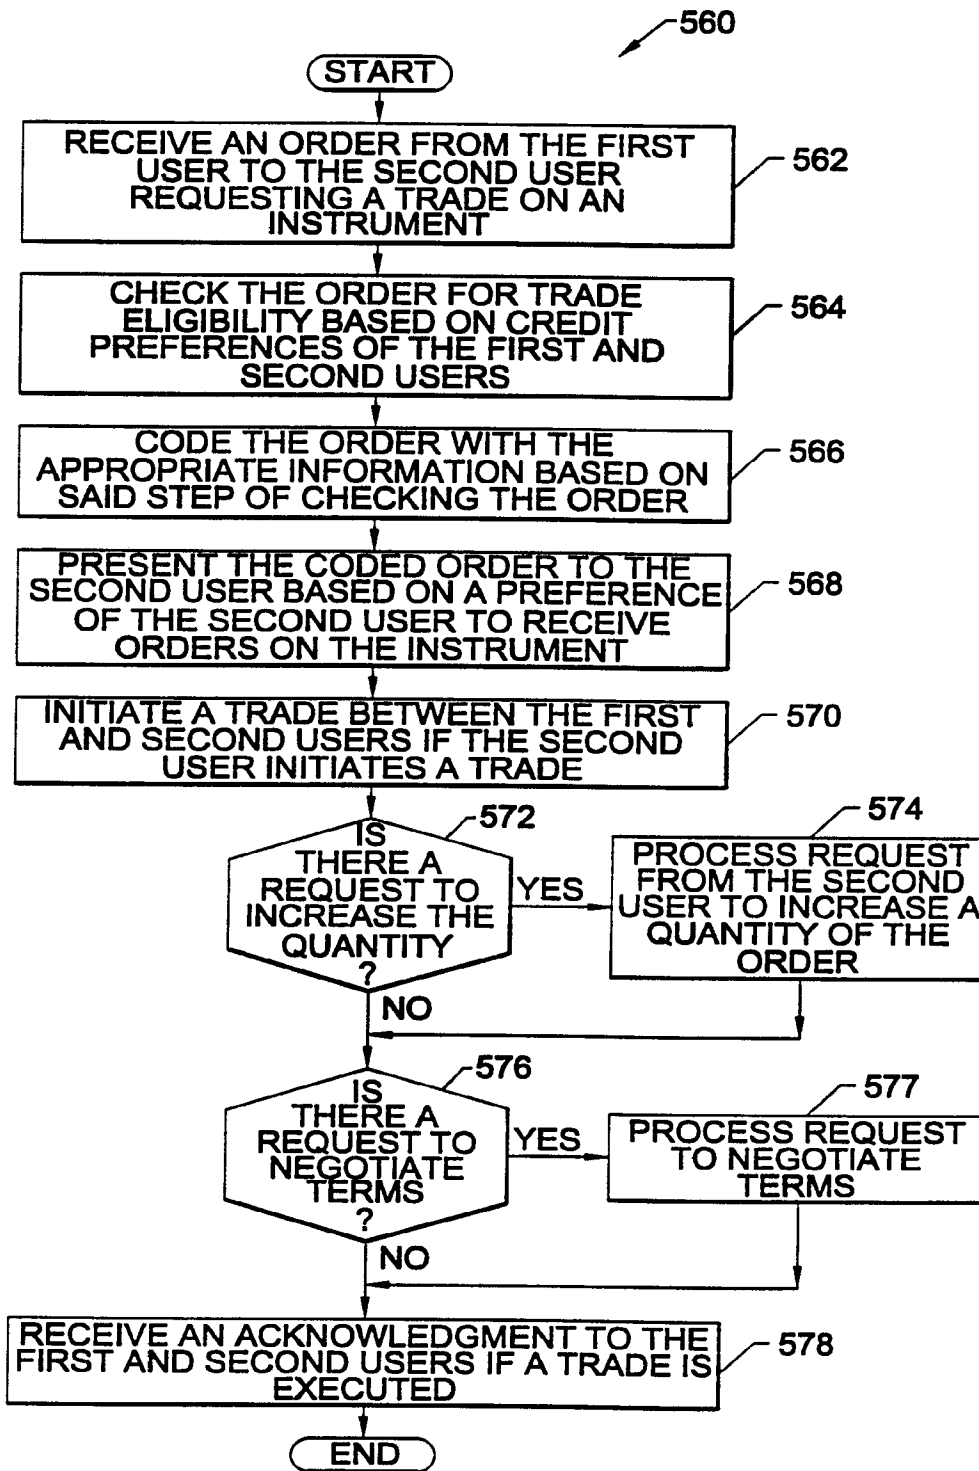 560
START
RECEIVE AN ORDER FROM THE FIRST
USER TO THE SECOND USER
REQUESTING A TRADE ON AN
INSTRUMENT
562
CHECK THE ORDER FOR TRADE
ELIGIBILITY BASED ON CREDIT
PREFERENCES OF THE FIRST AND
SECOND USERS
564
CODE THE ORDER WITH THE
APPROPRIATE INFORMATION BASED ON
SAID STEP OF CHECKING THE ORDER
566
PRESENT THE CODED ORDER TO THE
SECOND USER BASED ON A PREFERENCE
OF THE SECOND USER TO RECEIVE
ORDERS ON THE INSTRUMENT
568
INITIATE A TRADE BETWEEN THE FIRST
AND SECOND USERS IF THE SECOND
USER INITIATES A TRADE
570
572
IS
THERE A
REQUEST TO
INCREASE THE
QUANTITY
?
YES
574
PROCESS REQUEST
FROM THE SECOND
USER TO INCREASE A
QUANTITY OF THE
ORDER
NO
576
IS
THERE A
REQUEST TO
NEGOTIATE
TERMS
?
YES
577
PROCESS REQUEST
TO NEGOTIATE
TERMS
NO
RECEIVE AN ACKNOWLEDGMENT TO THE
FIRST AND SECOND USERS IF A TRADE IS
EXECUTED
578
END